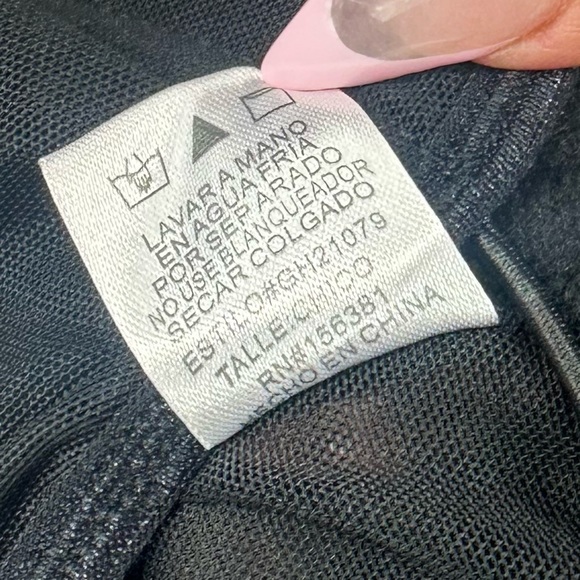 LAVAR A MANO
EN AGUA FRIA
POR SEPARADO
NO USE BLANQUEADOR
SECAR COLGADO
ESTILO#GH21079
TALLE:CHICO
RN#156381
HECHO EN CHINA